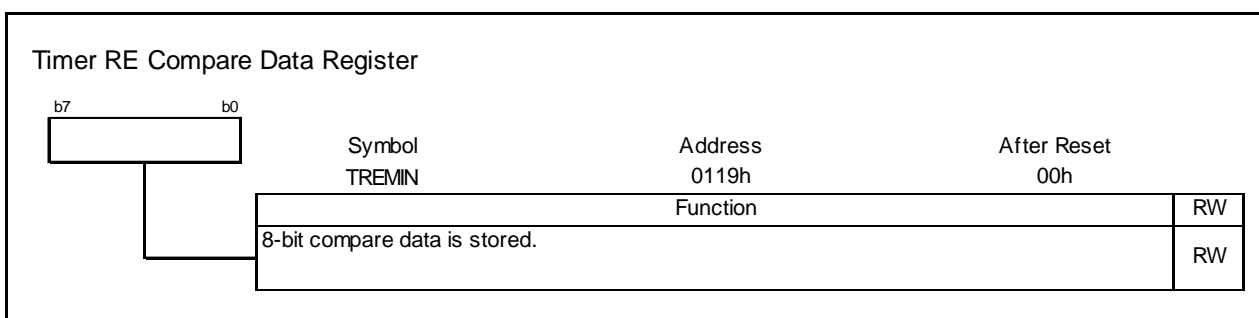 Timer RE Compare Data Register
b7 b0
Symbol Address After Reset
TREMIN 0119h 00h
Function RW
8-bit compare data is stored. RW